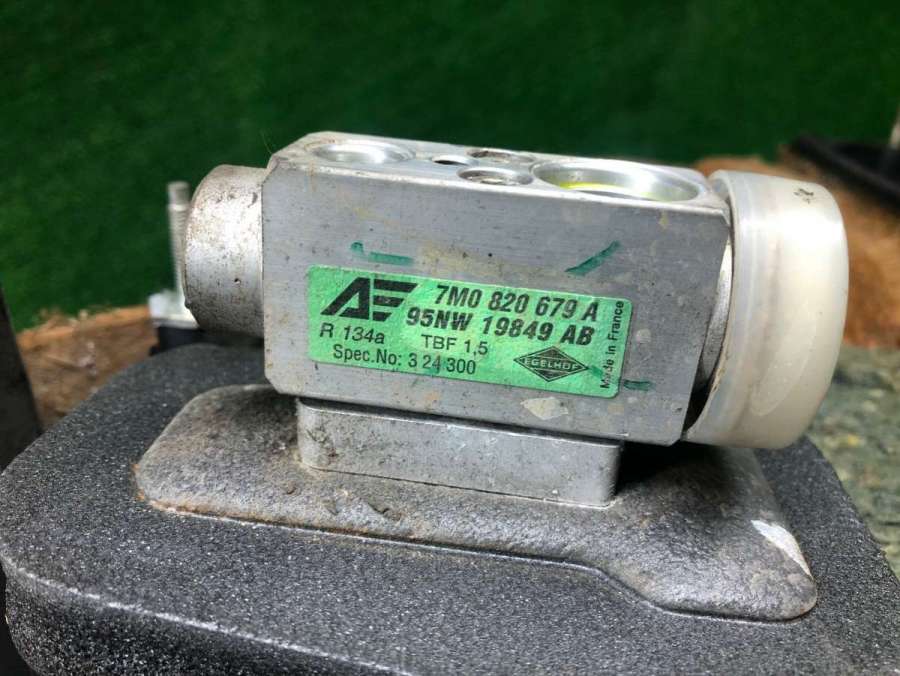 AE 7M0 820 679 A
95NW 19849 AB
R 134a TBF 1,5
Spec.No: 3 24 300
EGELHOF
Made in France